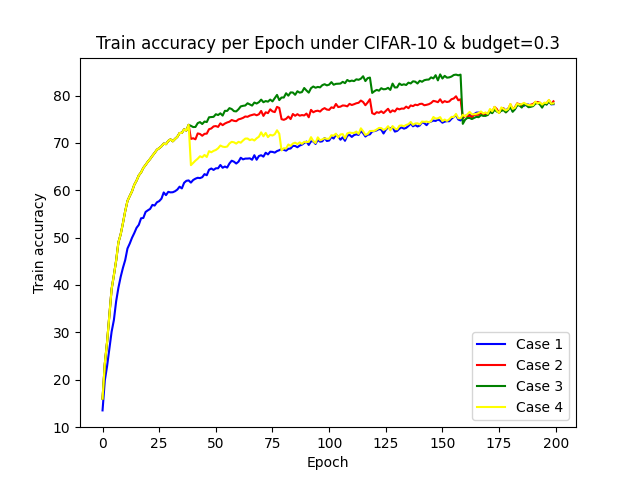 Train accuracy per Epoch under CIFAR-10 & budget=0.3
Train accuracy
80
70
60
50
40
30
20
10
0 25 50 75 100 125 150 175 200
Epoch
Case 1
Case 2
Case 3
Case 4